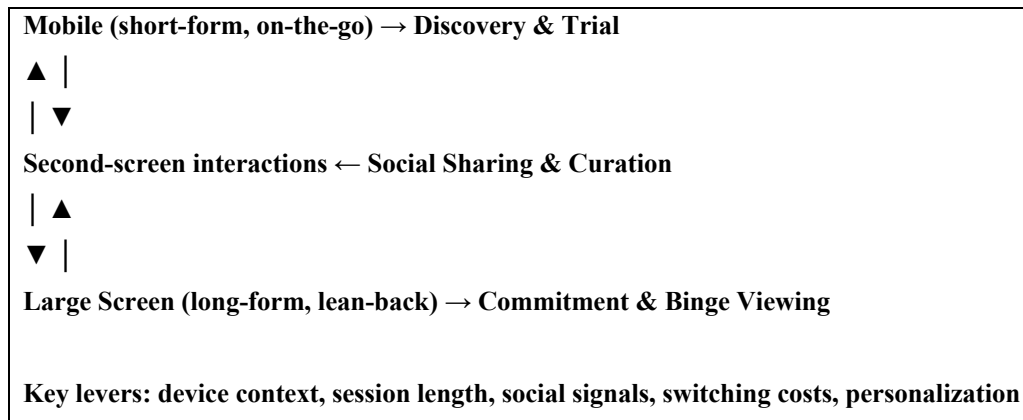 Mobile (short-form, on-the-go) → Discovery & Trial
▲ |
| ▼
Second-screen interactions ← Social Sharing & Curation
| ▲
▼ |
Large Screen (long-form, lean-back) → Commitment & Binge Viewing
Key levers: device context, session length, social signals, switching costs, personalization